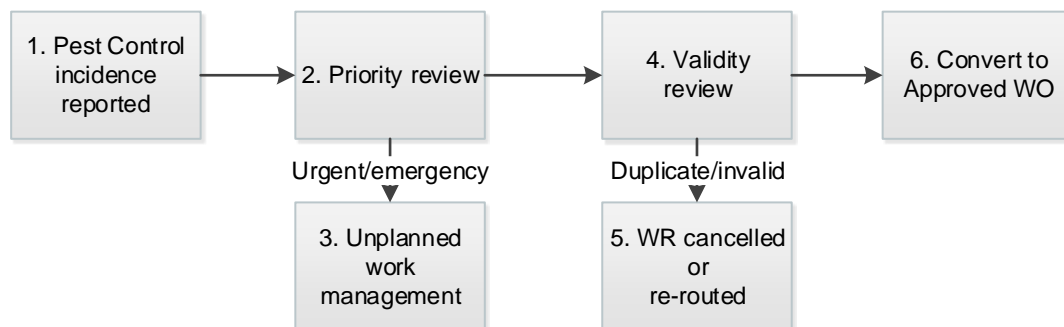 1. Pest Control
incidence
reported
2. Priority review
4. Validity
review
6. Convert to
Approved WO
Urgent/emergency
Duplicate/invalid
3. Unplanned
work
management
5. WR cancelled
or
re-routed